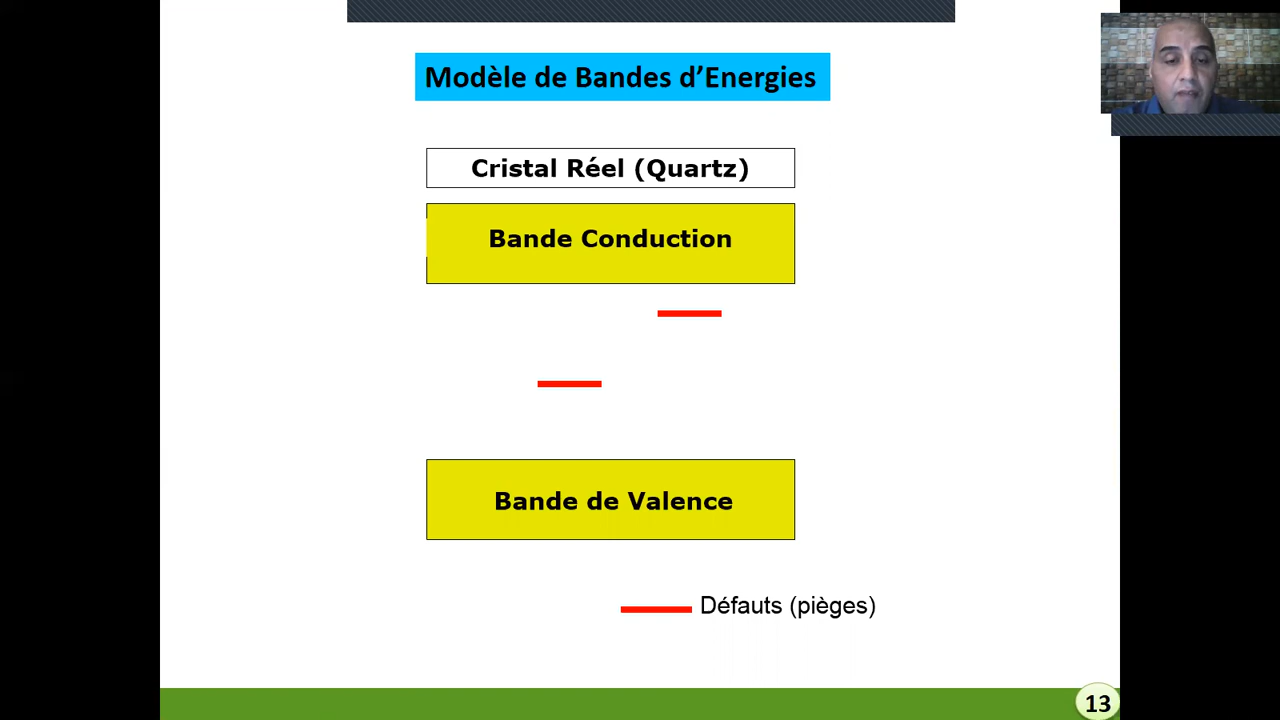 Modèle de Bandes d’Energies
Cristal Réel (Quartz)
Bande Conduction
Bande de Valence
Défauts (pièges)
13